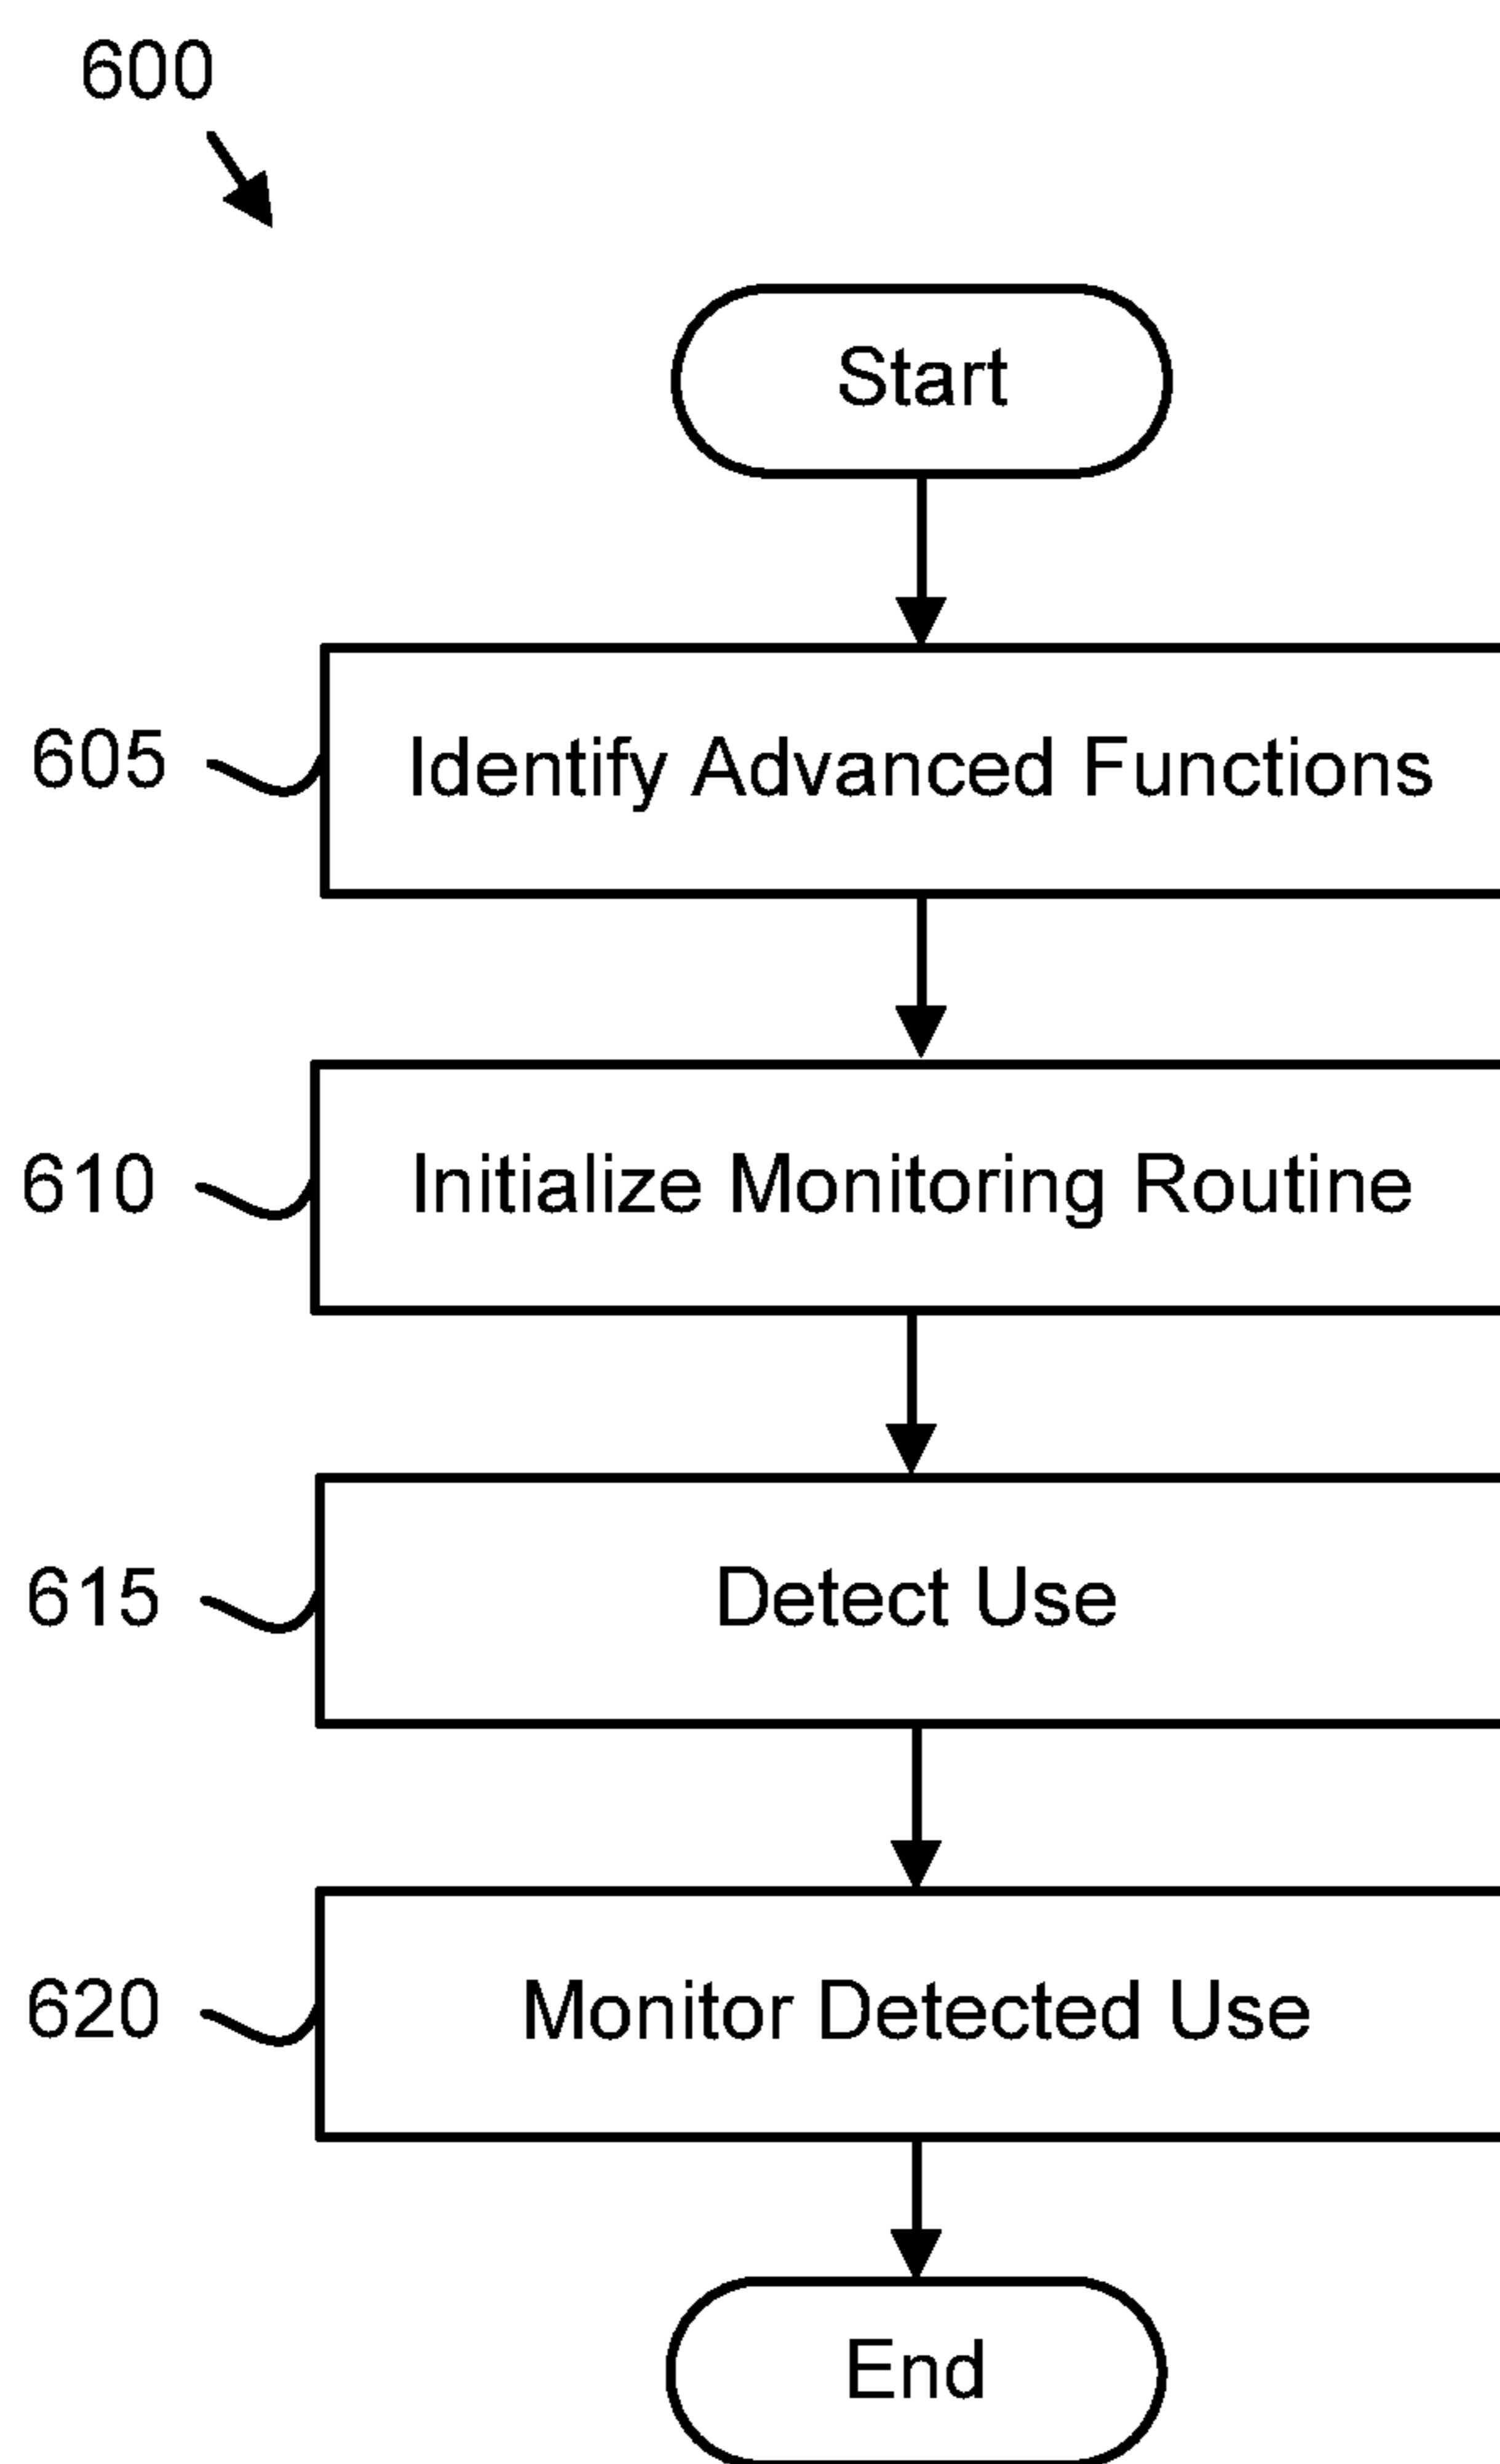 600
Start
605 Identify Advanced Functions
610 Initialize Monitoring Routine
615 Detect Use
620 Monitor Detected Use
End